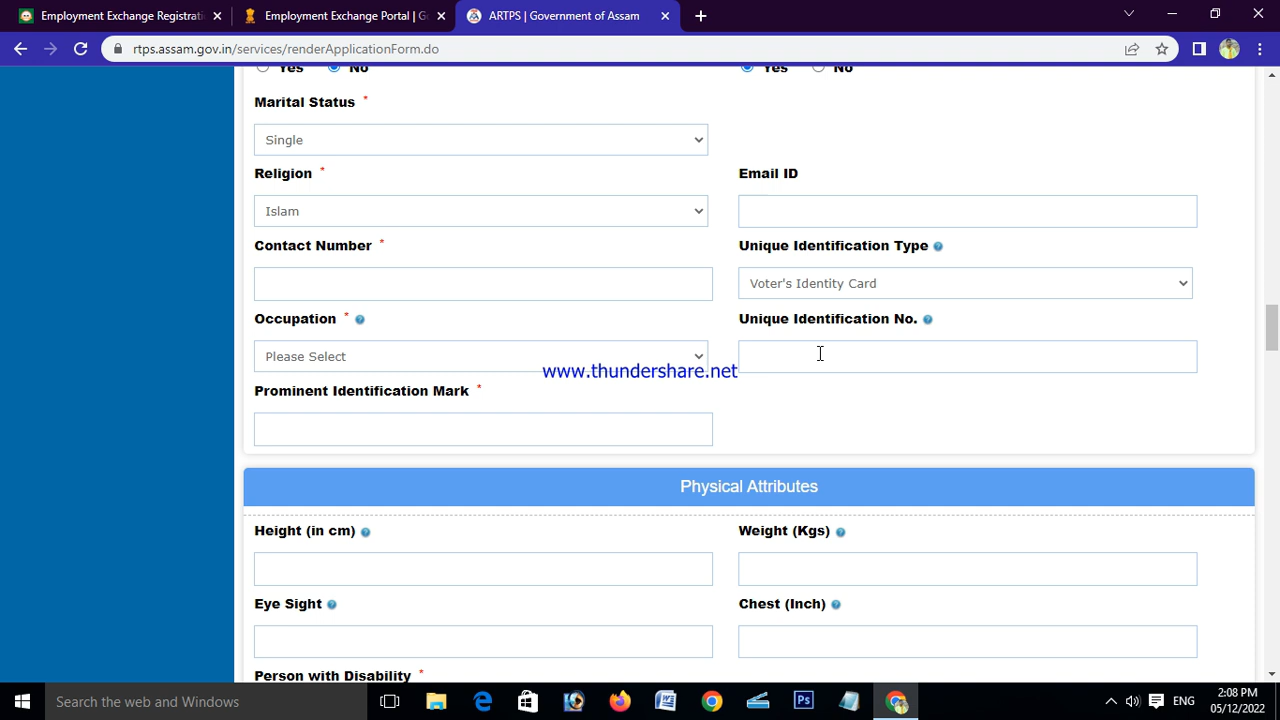 Employment Exchange Registrati
Employment Exchange Portal | Go
ARTPS | Government of Assam
rtps.assam.gov.in/services/renderApplicationForm.do
Yes No Yes No
Marital Status *
Single
Religion * Email ID
Islam
Contact Number * Unique Identification Type
Voter's Identity Card
Occupation * Unique Identification No.
Please Select
www.thundershare.net
Prominent Identification Mark *
Physical Attributes
Height (in cm) Weight (Kgs)
Eye Sight Chest (Inch)
Person with Disability *
Search the web and Windows
ENG
2:08 PM
05/12/2022